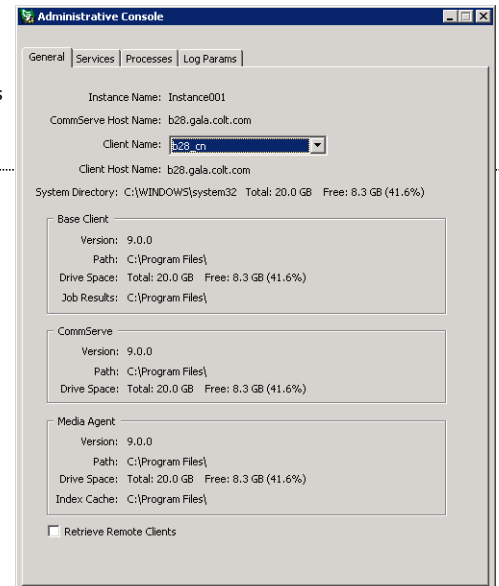 Administrative Console
General Services Processes Log Params
s
Instance Name: Instance001
CommServe Host Name: b28.gala.colt.com
Client Name: b28_cn
Client Host Name: b28.gala.colt.com
System Directory: C:\WINDOWS\system32 Total: 20.0 GB Free: 8.3 GB (41.6%)
Base Client
Version: 9.0.0
Path: C:\Program Files\
Drive Space: Total: 20.0 GB Free: 8.3 GB (41.6%)
Job Results: C:\Program Files\
CommServe
Version: 9.0.0
Path: C:\Program Files\
Drive Space: Total: 20.0 GB Free: 8.3 GB (41.6%)
Media Agent
Version: 9.0.0
Path: C:\Program Files\
Drive Space: Total: 20.0 GB Free: 8.3 GB (41.6%)
Index Cache: C:\Program Files\
Retrieve Remote Clients